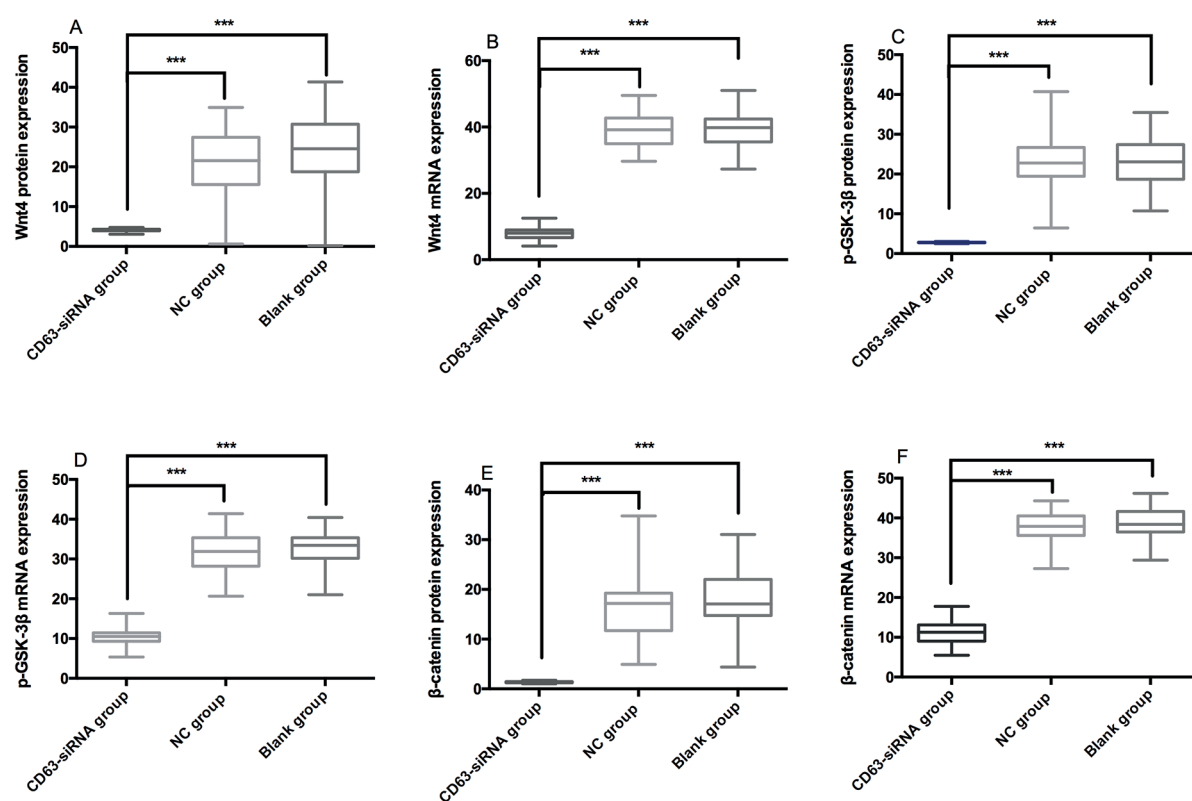 A
***
***
Wnt4 protein expression
50
40
30
20
10
0
CD63-siRNA group
NC group
Blank group
B
***
***
Wnt4 mRNA expression
60
40
20
0
CD63-siRNA group
NC group
Blank group
C
***
***
p-GSK-3β protein expression
50
40
30
20
10
0
CD63-siRNA group
NC group
Blank group
D
***
***
p-GSK-3β mRNA expression
50
40
30
20
10
0
CD63-siRNA group
NC group
Blank group
E
***
***
β-catenin protein expression
40
30
20
10
0
CD63-siRNA group
NC group
Blank group
F
***
***
β-catenin mRNA expression
50
40
30
20
10
0
CD63-siRNA group
NC group
Blank group